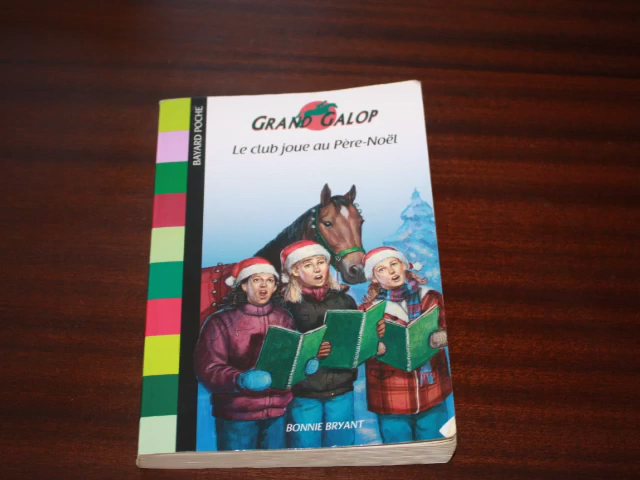 BAYARD POCHE
GRAND GALOP
Le club joue au Père-Noël
BONNIE BRYANT